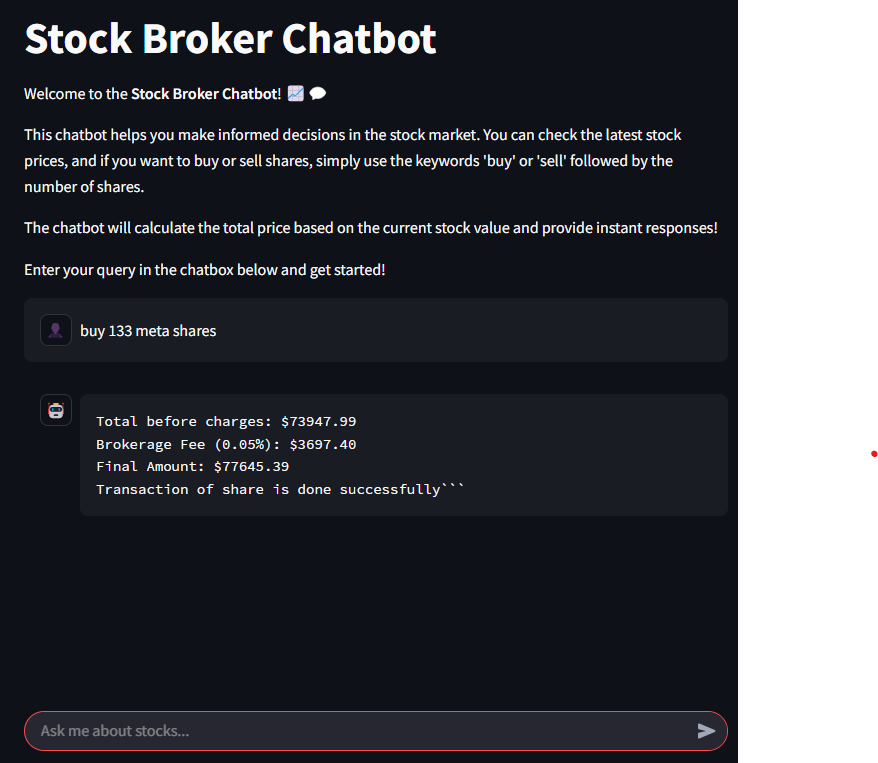 Stock Broker Chatbot
Welcome to the Stock Broker Chatbot! 📈 💬
This chatbot helps you make informed decisions in the stock market. You can check the latest stock
prices, and if you want to buy or sell shares, simply use the keywords 'buy' or 'sell' followed by the
number of shares.
The chatbot will calculate the total price based on the current stock value and provide instant responses!
Enter your query in the chatbox below and get started!
buy 133 meta shares
Total before charges: $73947.99
Brokerage Fee (0.05%): $3697.40
Final Amount: $77645.39
Transaction of share is done successfully```
Ask me about stocks...